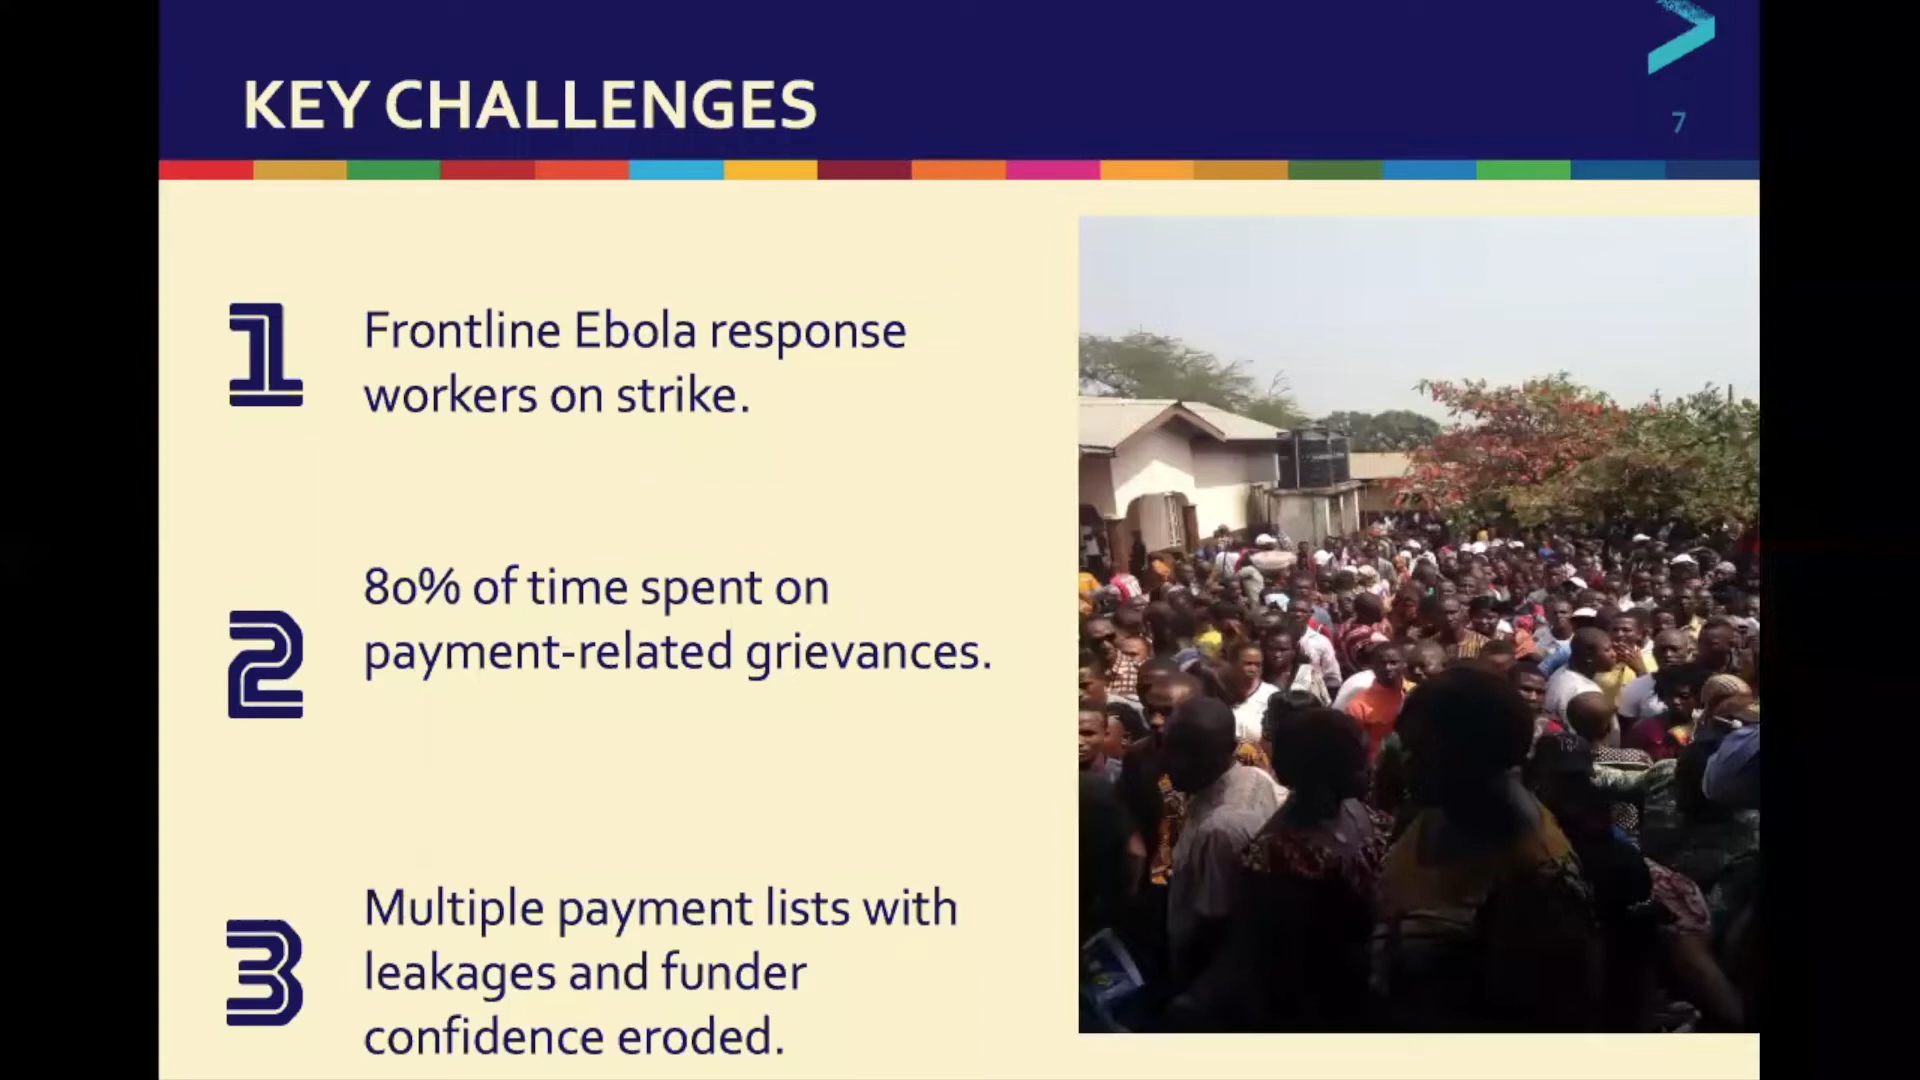 KEY CHALLENGES
7
1
Frontline Ebola response
workers on strike.
2
80% of time spent on
payment-related grievances.
3
Multiple payment lists with
leakages and funder
confidence eroded.